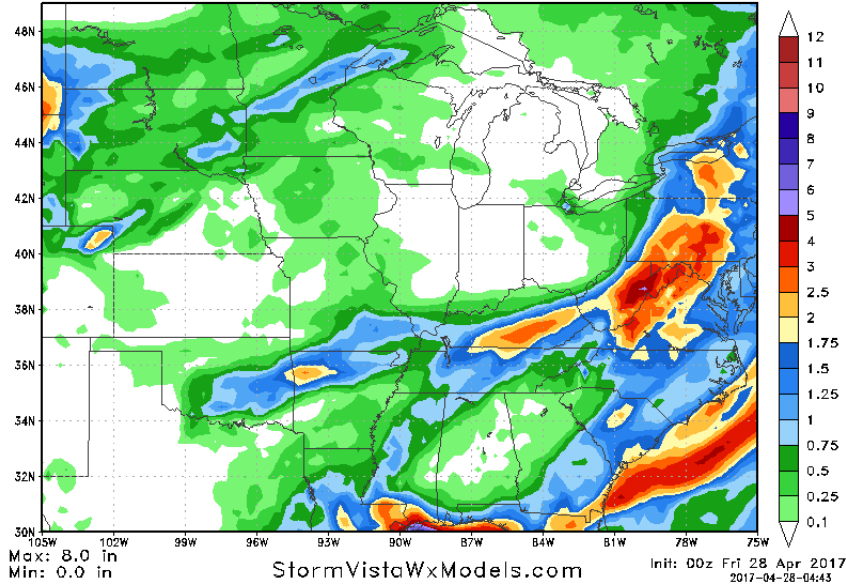 48N
46N
44N
42N
40N
38N
36N
34N
32N
30N
105W 102W 99W 96W 93W 90W 87W 84W 81W 78W 75W
12
11
10
9
8
7
6
5
4
3
2.5
2
1.75
1.5
1.25
1
0.75
0.5
0.25
0.1
Max: 8.0 in
Min: 0.0 in
StormVistaWxModels.com
Init: 00z Fri 28 Apr 2017
2017-04-28-04:43